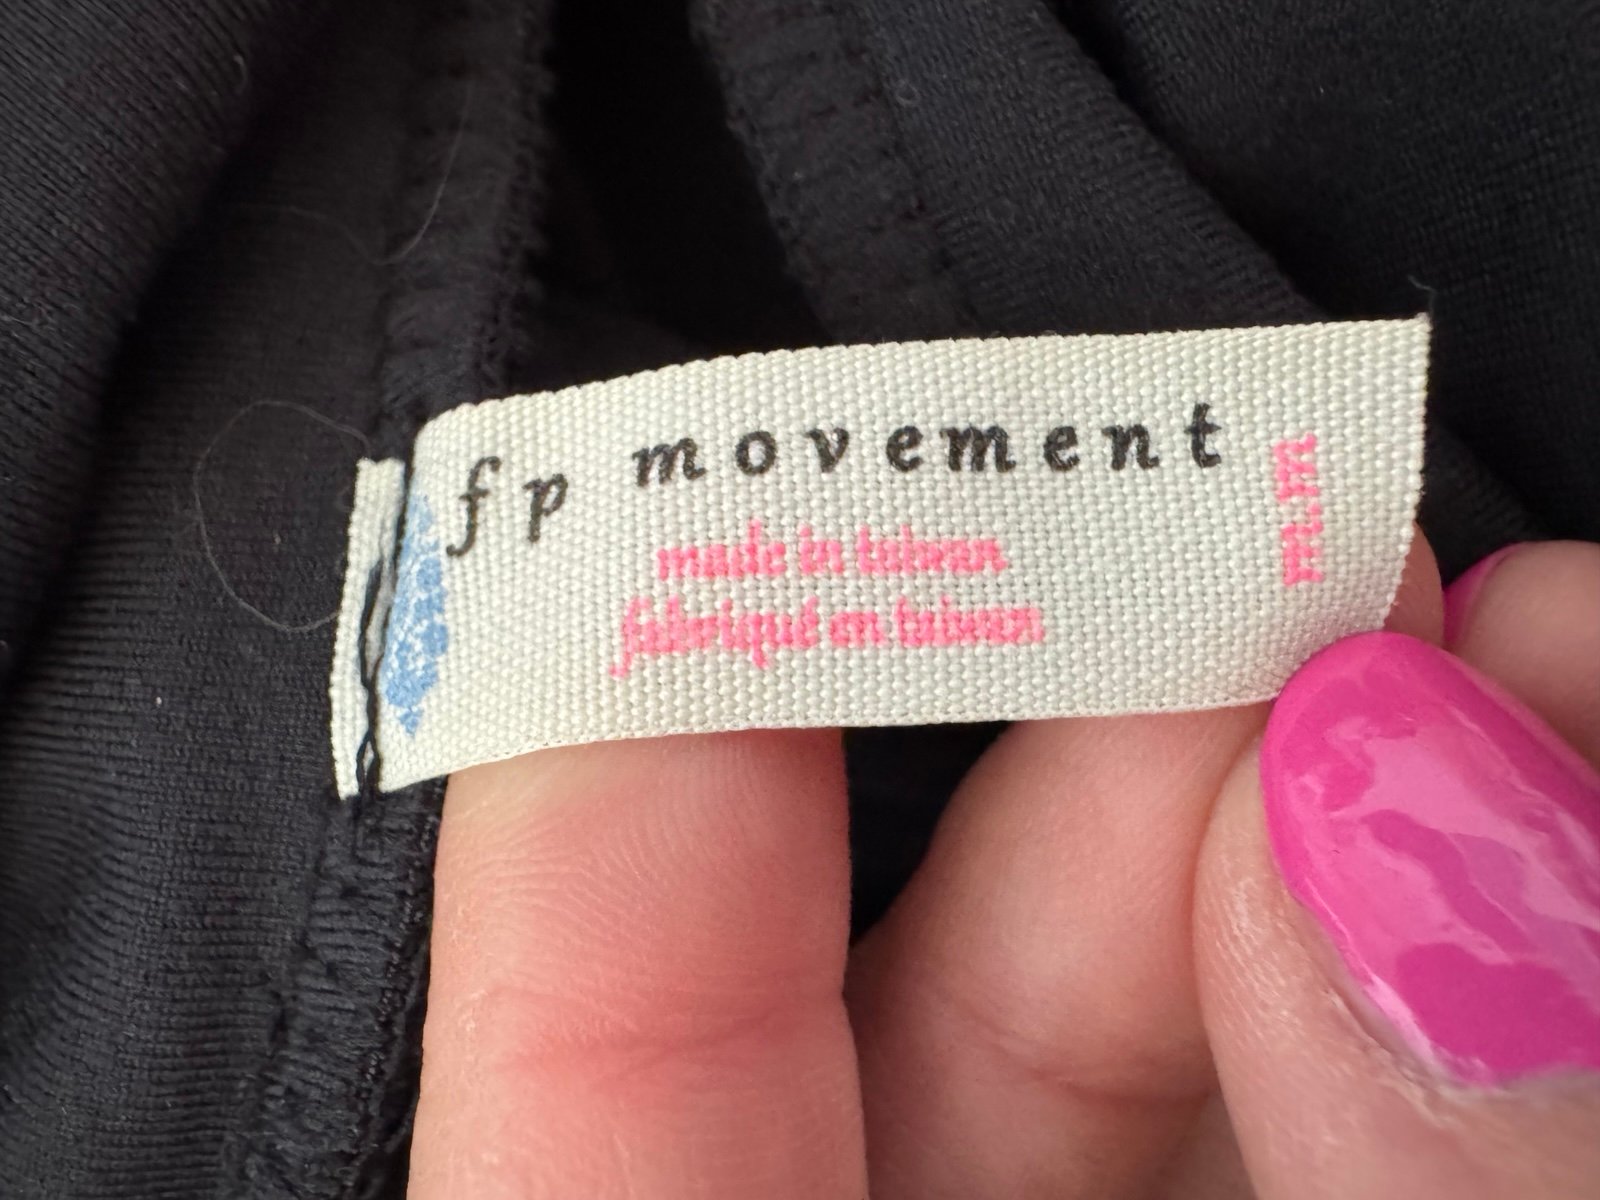 fp movement
made in taiwan
fabriqué en taiwan
m.m